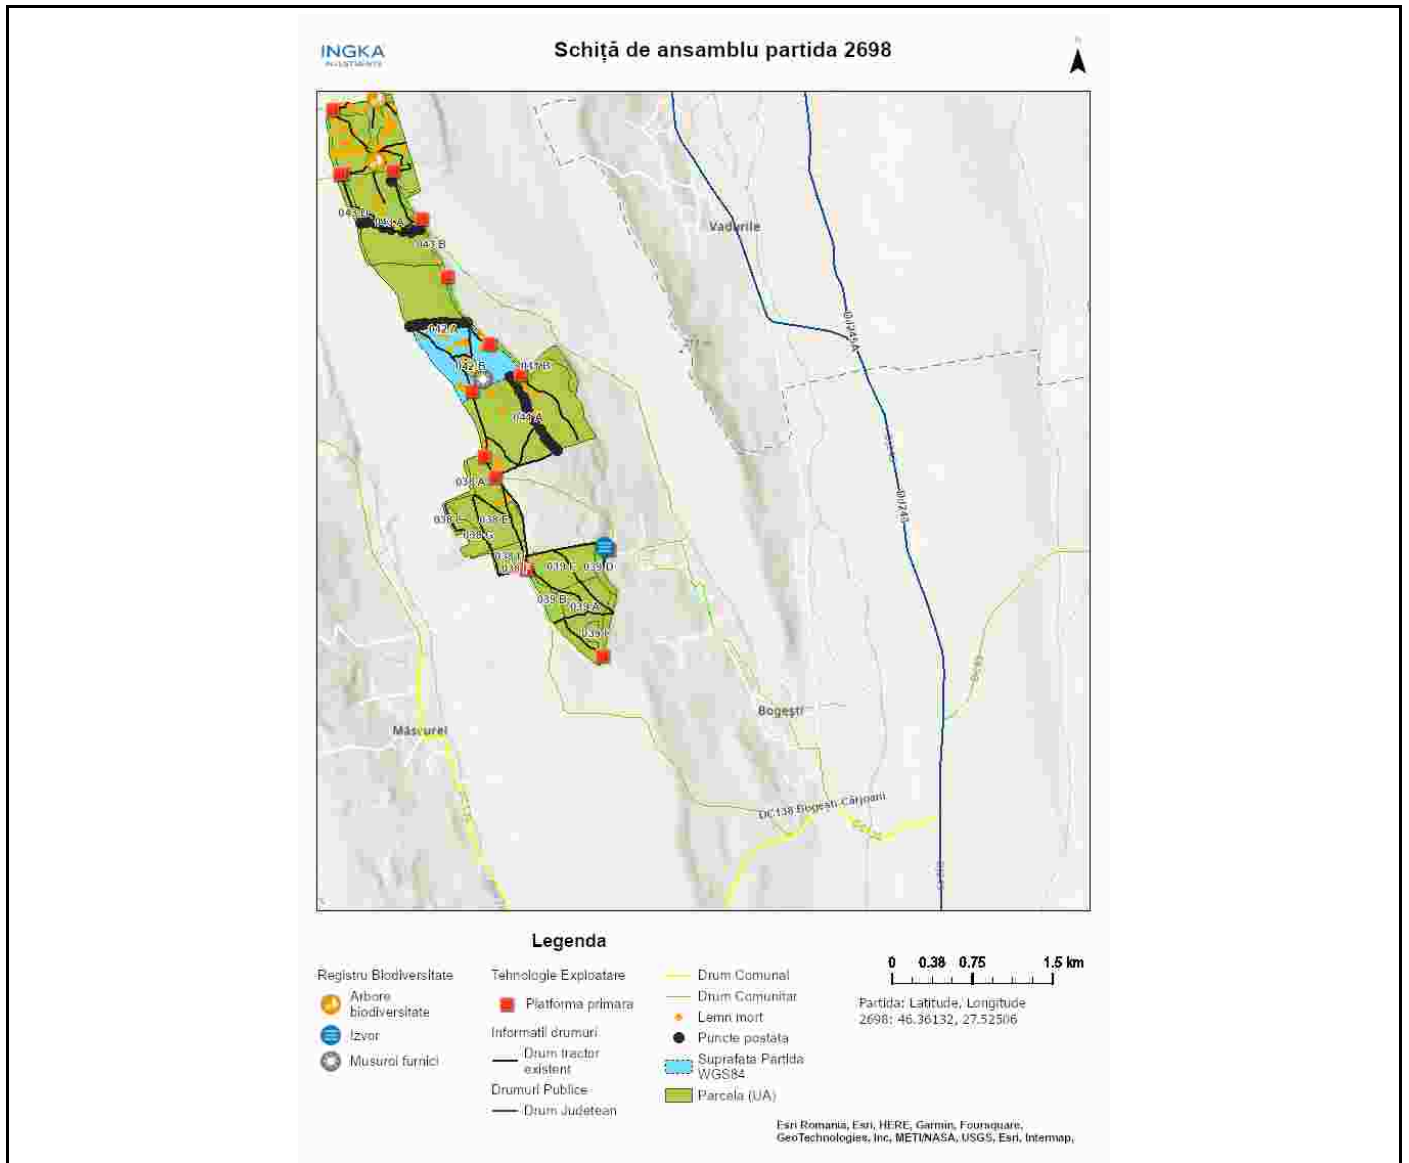 INGKA
Schiță de ansamblu partida 2698
N
Vadurile
043 A
043 B
DJ245A
042 B
041 B
041 A
038 A
038 E
038 G
DJ243
039 D
039 B
039 A
Bogești
Măscurei
DC138 Bogești-Cârjoani
Legenda
Registru Biodiversitate
Arbore
biodiversitate
Izvor
Musuroi furnici
Tehnologie Exploatare
Platforma primara
Informatii drumuri
Drum tractor
existent
Drumuri Publice
Drum Judetean
Drum Comunal
Drum Comunitar
Lemn mort
Puncte postata
Suprafata Partida
WGS84
Parcela (UA)
0 0.38 0.75 1.5 km
Partida: Latitude, Longitude
2698: 46.36132, 27.52506
Esri Romania, Esri, HERE, Garmin, Foursquare,
GeoTechnologies, Inc, METI/NASA, USGS, Esri, Intermap,